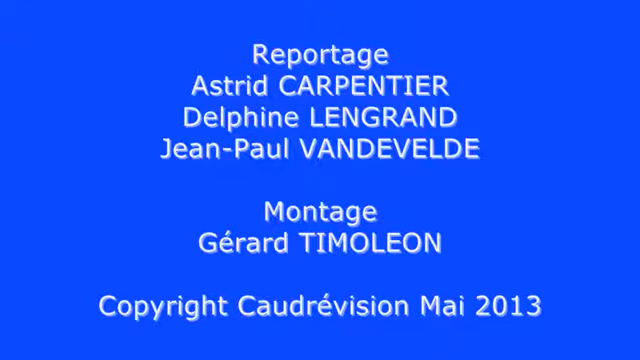 Reportage
Astrid CARPENTIER
Delphine LENGRAND
Jean-Paul VANDEVELDE
Montage
Gérard TIMOLEON
Copyright Caudrévision Mai 2013